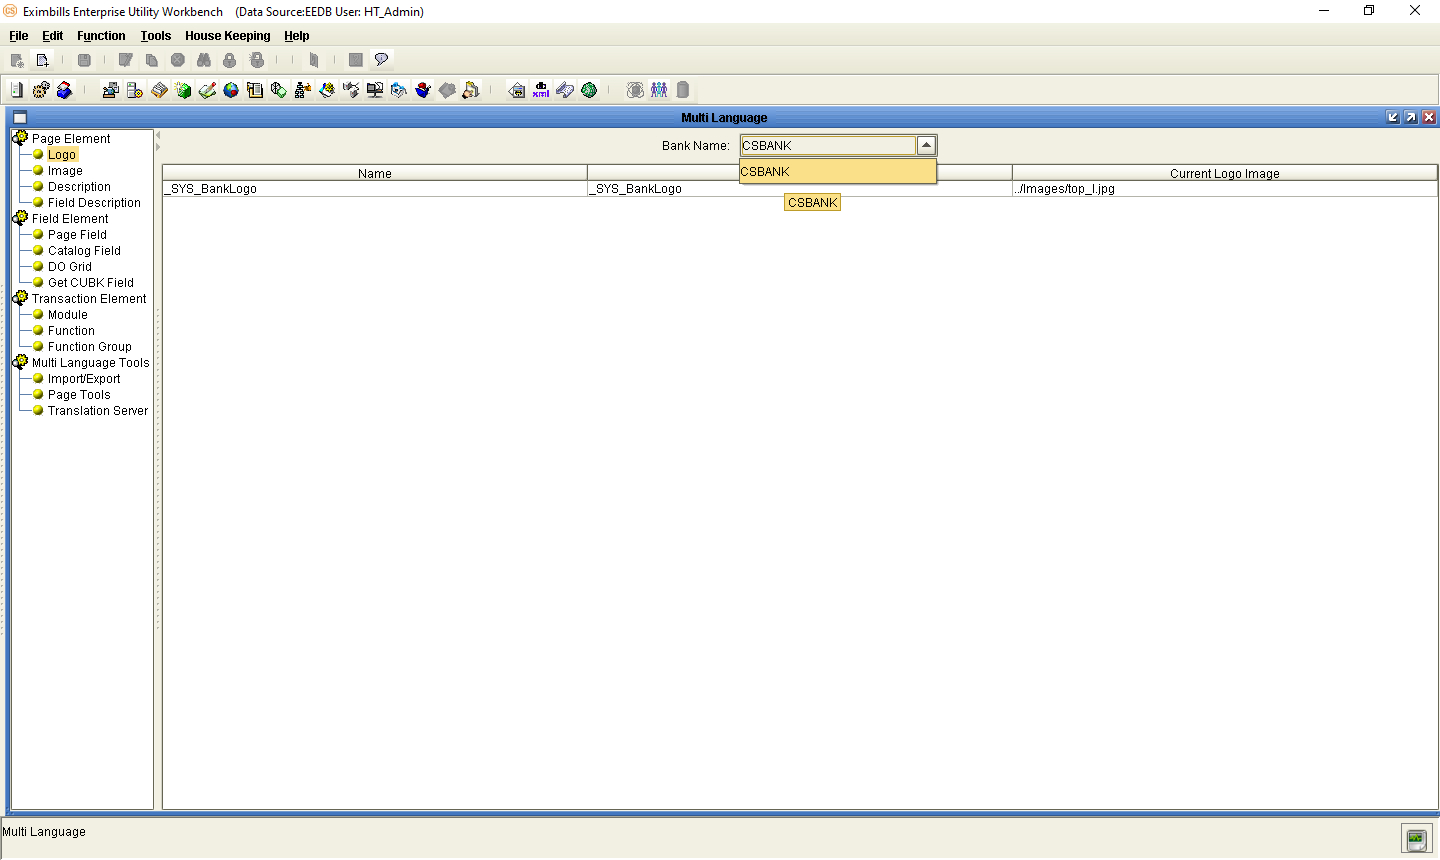 Eximbills Enterprise Utility Workbench (Data Source:EEDB User: HT_Admin)
File Edit Function Tools House Keeping Help
Multi Language
Page Element
Logo
Image
Description
Field Description
Field Element
Page Field
Catalog Field
DO Grid
Get CUBK Field
Transaction Element
Module
Function
Function Group
Multi Language Tools
Import/Export
Page Tools
Translation Server
Bank Name: CSBANK
CSBANK
CSBANK
Name Current Logo Image
_SYS_BankLogo _SYS_BankLogo ../Images/top_l.jpg
Multi Language